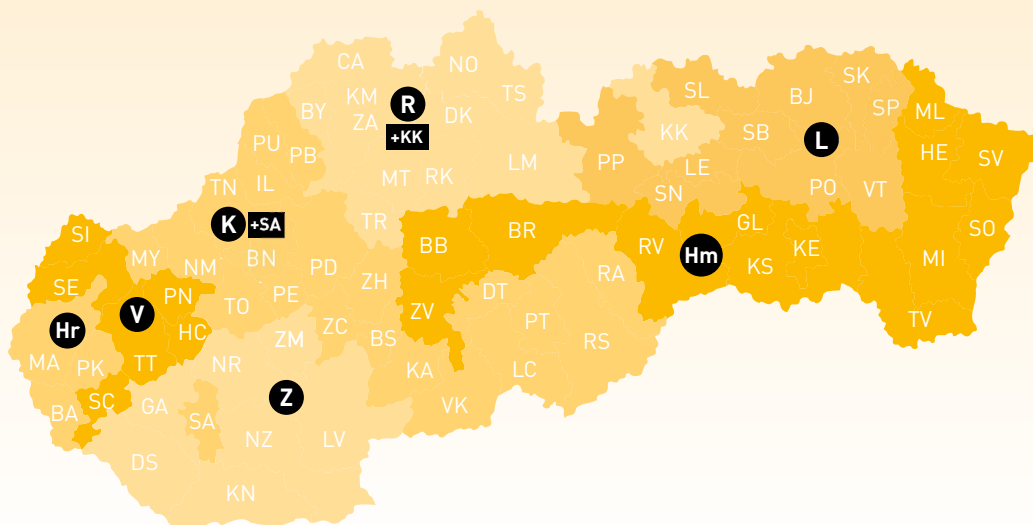 CA
NO
BY
KM
R
TS
ZA
DK
+KK
SL
BJ
SK
SP
ML
KK
SB
L
HE
SV
PU
PB
MT
RK
LM
PP
LE
TN
IL
SN
PO
VT
K
+SA
TR
SI
MY
NM
BN
BB
BR
RV
Hm
GL
KE
KS
SO
MI
SE
PN
TO
PE
PD
ZH
DT
RA
Hr
V
HC
ZM
ZC
BS
ZV
PT
RS
TV
MA
PK
TT
NR
KA
LC
BA
SC
GA
SA
Z
VK
DS
NZ
LV
KN